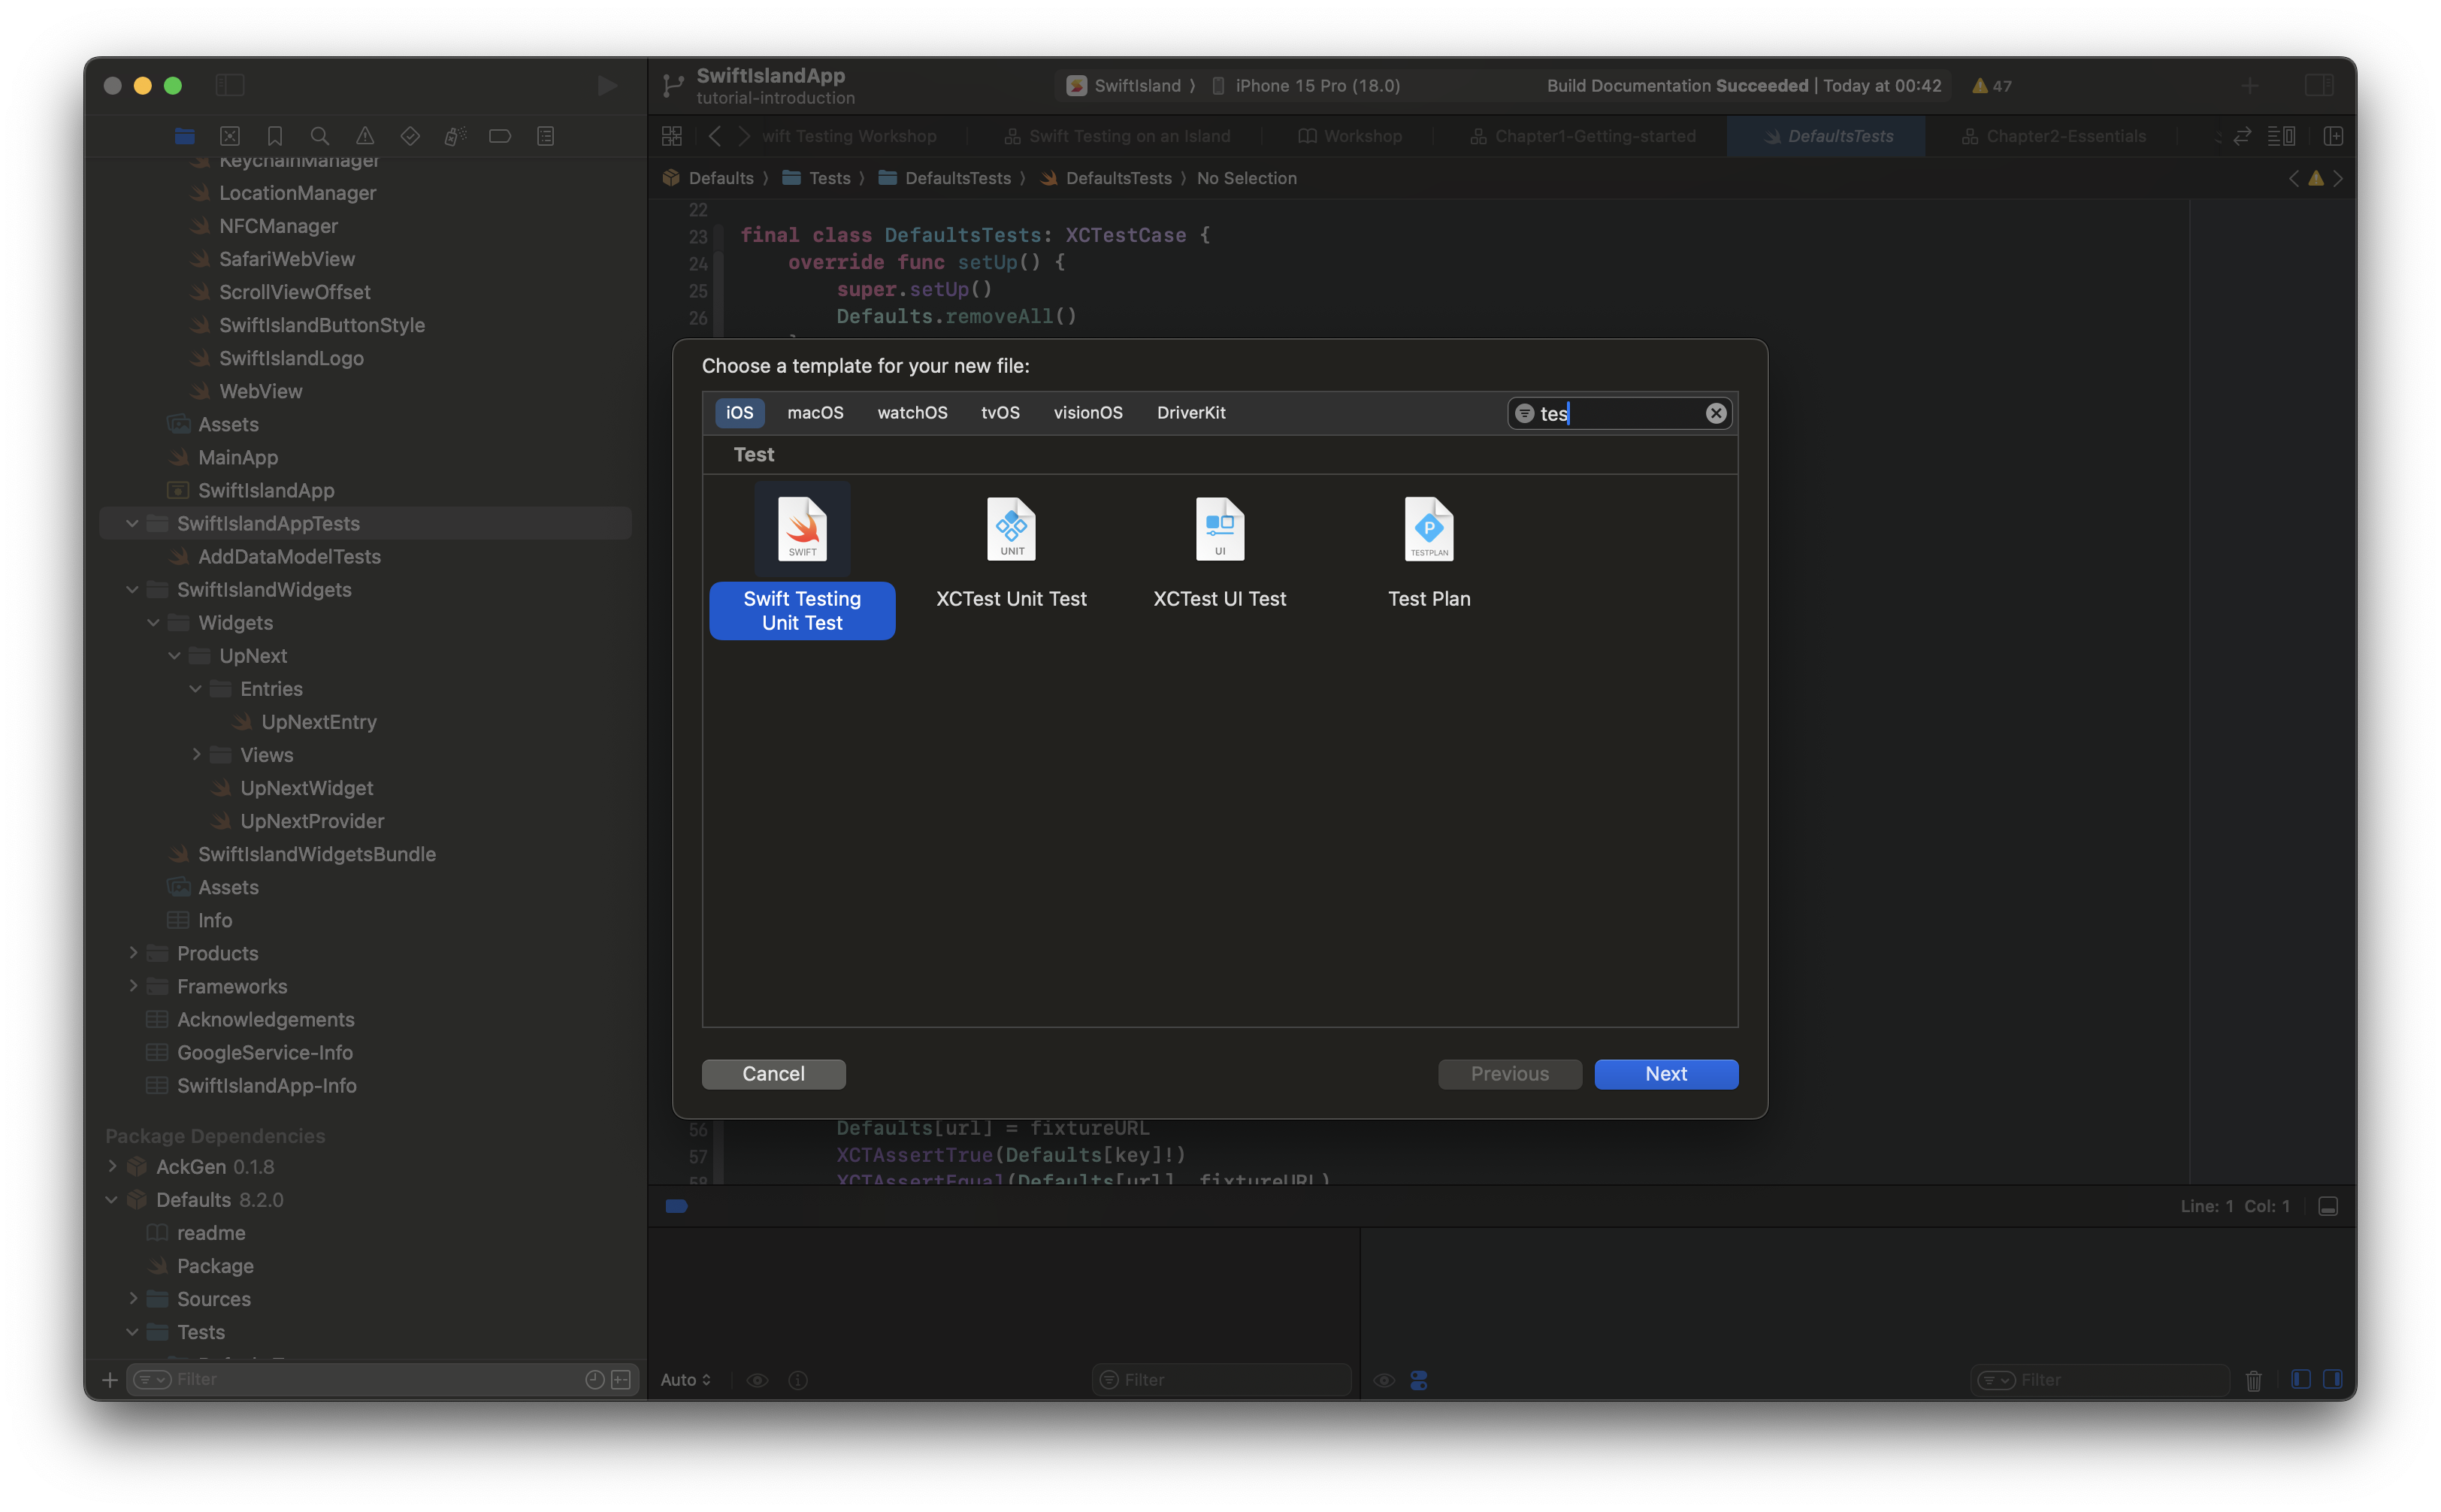 SwiftIslandApp
tutorial-introduction
SwiftIsland
iPhone 15 Pro (18.0)
Build Documentation Succeeded | Today at 00:42
47
wift Testing Workshop
Swift Testing on an Island
Workshop
Chapter1-Getting-started
DefaultsTests
Chapter2-Essentials
Defaults
Tests
DefaultsTests
DefaultsTests
No Selection
KeychainManager
LocationManager
NFCManager
SafariWebView
ScrollViewOffset
SwiftIslandButtonStyle
SwiftIslandLogo
WebView
Assets
MainApp
SwiftIslandApp
SwiftIslandAppTests
AddDataModelTests
SwiftIslandWidgets
Widgets
UpNext
Entries
UpNextEntry
Views
UpNextWidget
UpNextProvider
SwiftIslandWidgetsBundle
Assets
Info
Products
Frameworks
Acknowledgements
GoogleService-Info
SwiftIslandApp-Info
Package Dependencies
AckGen 0.1.8
Defaults 8.2.0
readme
Package
Sources
Tests
Filter
22
23 final class DefaultsTests: XCTestCase {
24 override func setUp() {
25 super.setUp()
26 Defaults.removeAll()
Choose a template for your new file:
iOS
macOS
watchOS
tvOS
visionOS
DriverKit
tes
Test
SWIFT
Swift Testing
Unit Test
UNIT
XCTest Unit Test
UI
XCTest UI Test
P
TESTPLAN
Test Plan
Cancel
Previous
Next
56 Defaults[url] = fixtureURL
57 XCTAssertTrue(Defaults[key]!)
58 XCTAssertEqual(Defaults[url], fixtureURL)
Line: 1 Col: 1
Auto
Filter
Filter